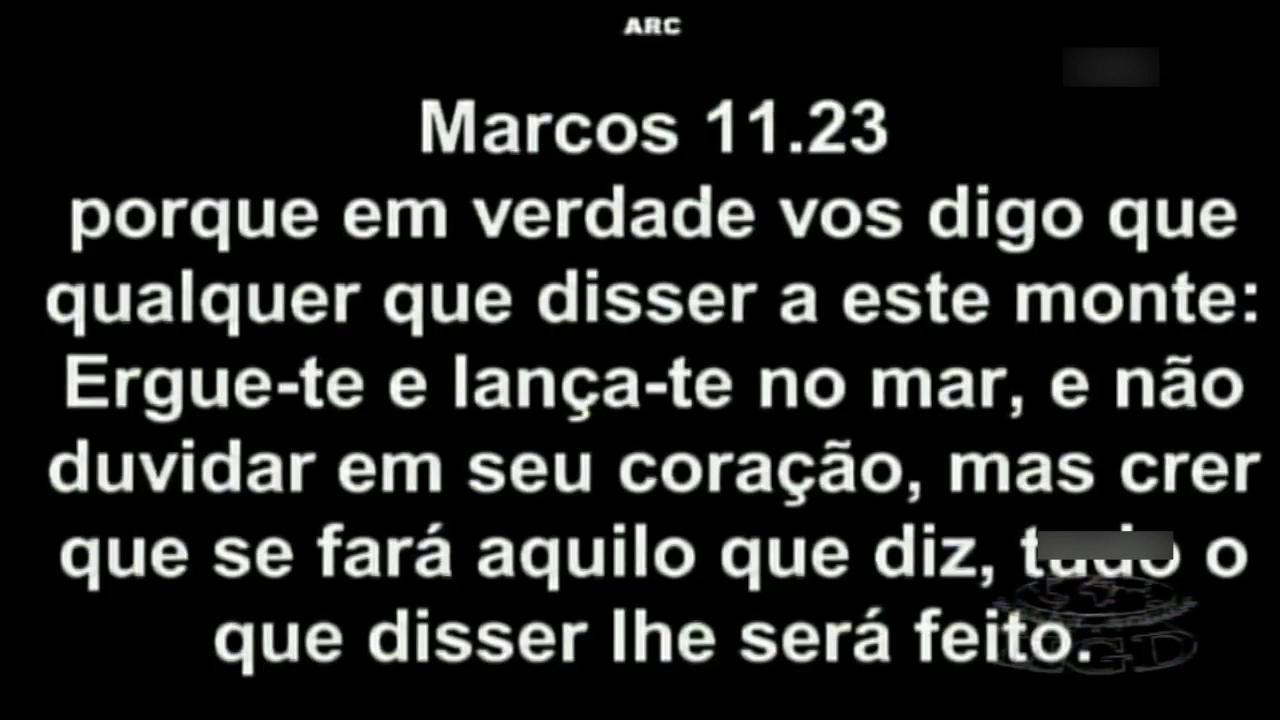 ARC
Marcos 11.23
porque em verdade vos digo que
qualquer que disser a este monte:
Ergue-te e lança-te no mar, e não
duvidar em seu coração, mas crer
que se fará aquilo que diz, tudo o
que disser lhe será feito.